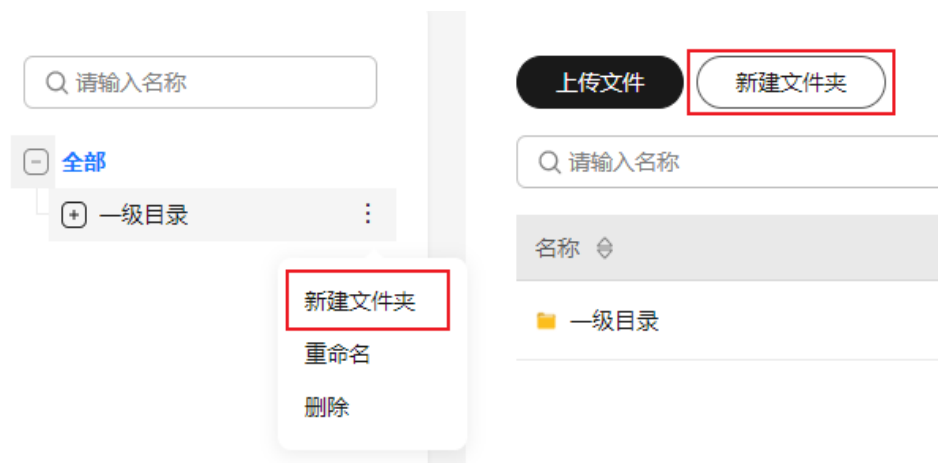 请输入名称
全部
一级目录
新建文件夹
重命名
删除
上传文件
新建文件夹
请输入名称
名称
一级目录